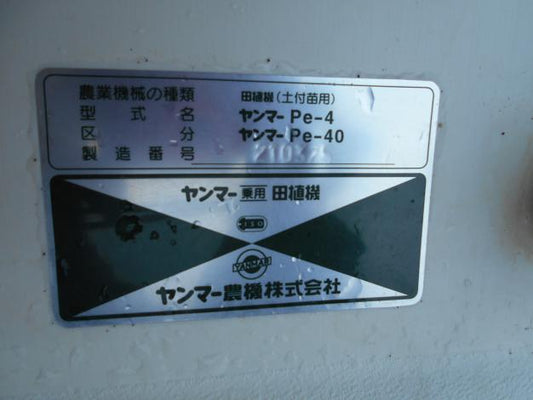 農業機械の種類 田植機(土付苗用)
型式名 ヤンマー Pe-4
区分 ヤンマー Pe-40
製造番号
ヤンマー 乗用 田植機
YANMAR
ヤンマー農機株式会社